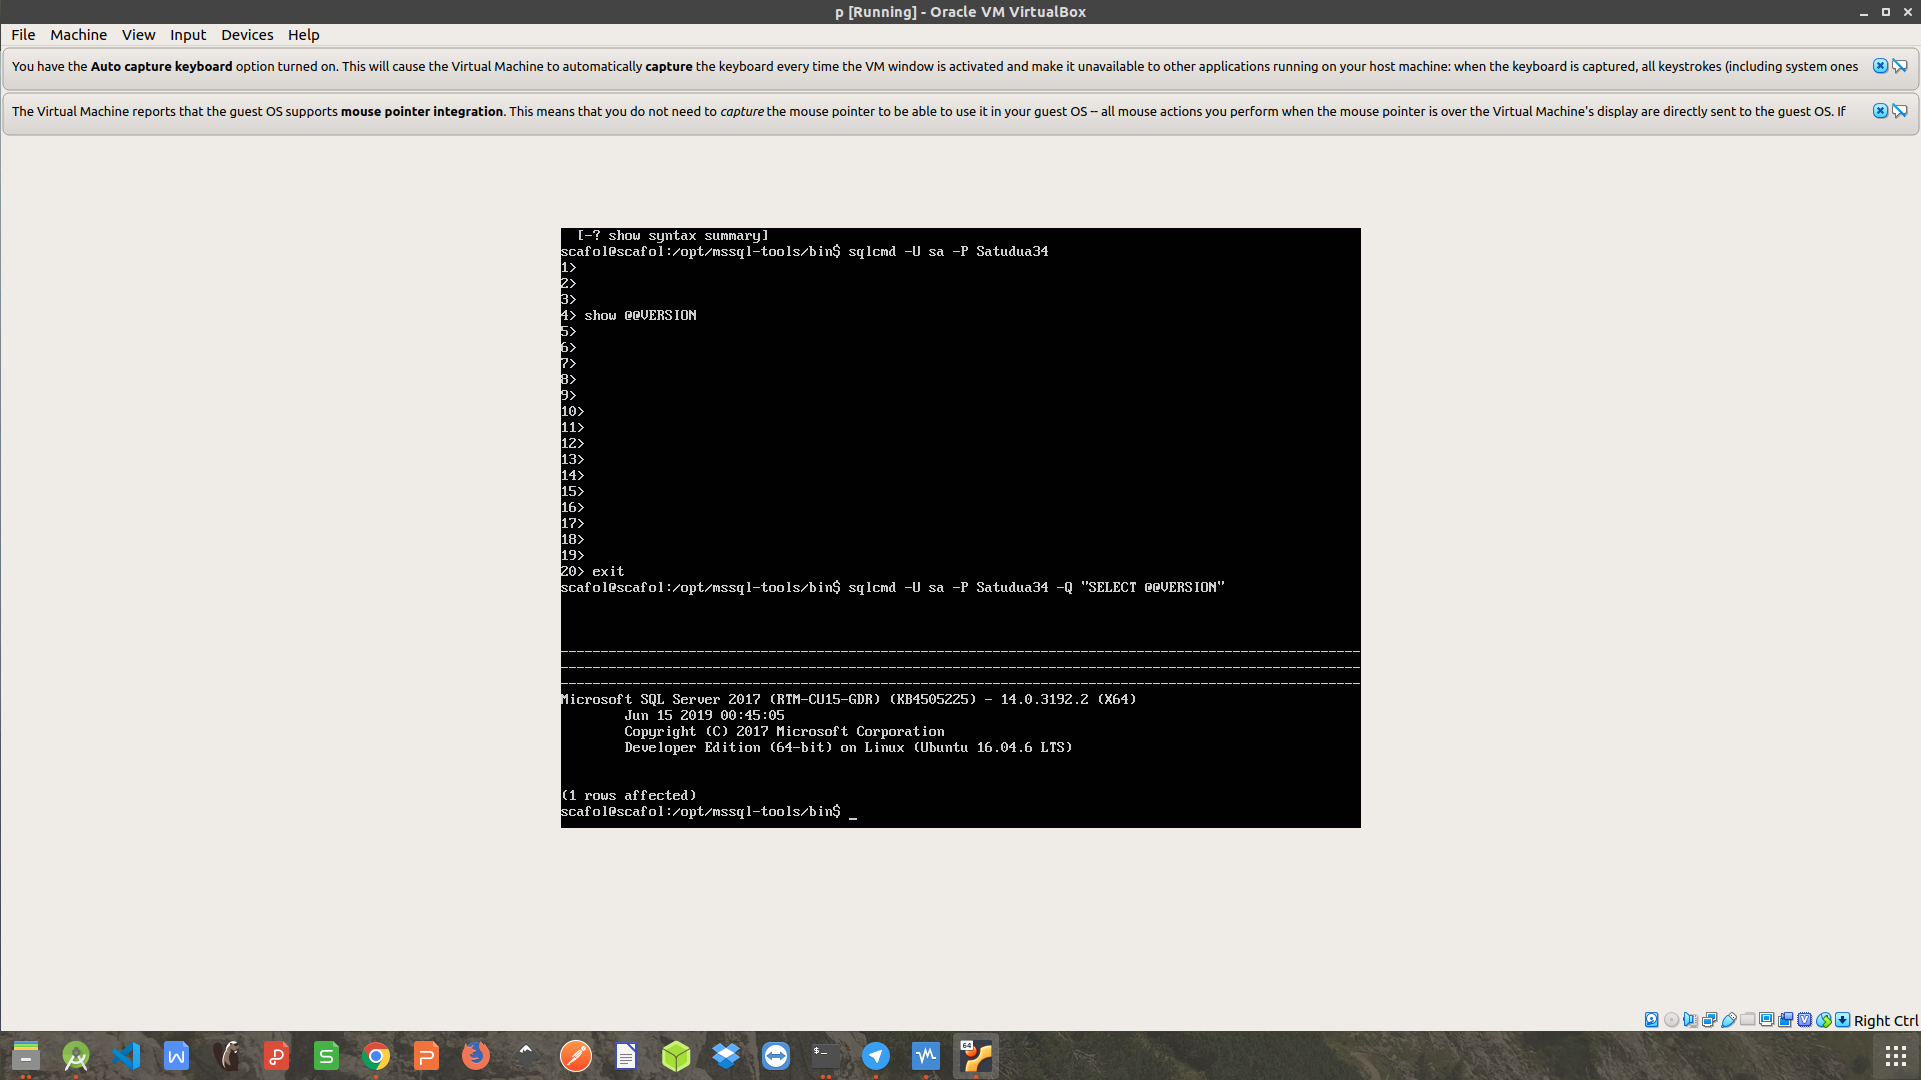 p [Running] - Oracle VM VirtualBox
File Machine View Input Devices Help
You have the Auto capture keyboard option turned on. This will cause the Virtual Machine to automatically capture the keyboard every time the VM window is activated and make it unavailable to other applications running on your host machine: when the keyboard is captured, all keystrokes (including system ones
The Virtual Machine reports that the guest OS supports mouse pointer integration. This means that you do not need to capture the mouse pointer to be able to use it in your guest OS -- all mouse actions you perform when the mouse pointer is over the Virtual Machine's display are directly sent to the guest OS. If
[-? show syntax summary]
scafol@scafol:/opt/mssql-tools/bin$ sqlcmd -U sa -P Satudua34
1>
2>
3>
4> show @@VERSION
5>
6>
7>
8>
9>
10>
11>
12>
13>
14>
15>
16>
17>
18>
19>
20> exit
scafol@scafol:/opt/mssql-tools/bin$ sqlcmd -U sa -P Satudua34 -Q "SELECT @@VERSION"
----------------------------------------------------------------------------------------------------
----------------------------------------------------------------------------------------------------
----------------------------------------------------------------------------------------------------
Microsoft SQL Server 2017 (RTM-CU15-GDR) (KB4505225) - 14.0.3192.2 (X64)
Jun 15 2019 00:45:05
Copyright (C) 2017 Microsoft Corporation
Developer Edition (64-bit) on Linux (Ubuntu 16.04.6 LTS)
(1 rows affected)
scafol@scafol:/opt/mssql-tools/bin$ _
Right Ctrl
64